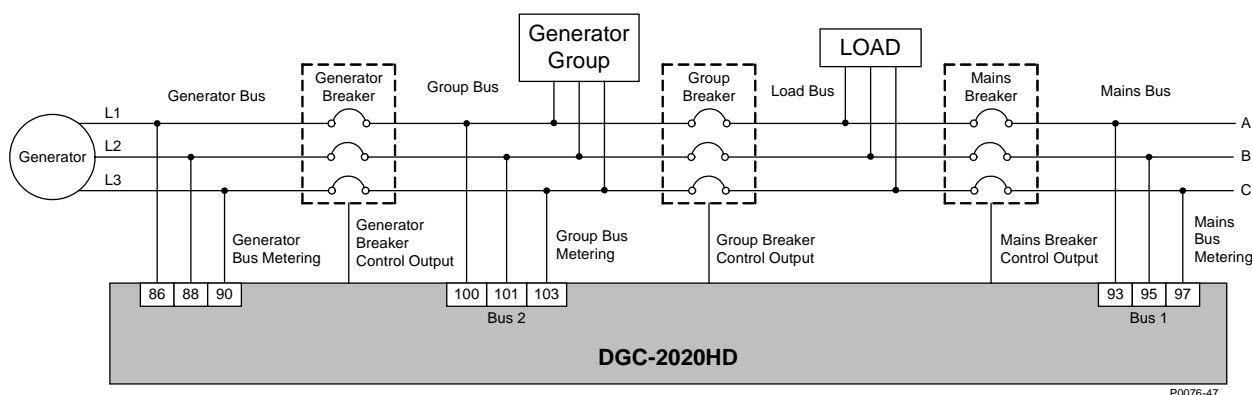 Generator
Group
LOAD
Generator
Breaker
Group
Breaker
Mains
Breaker
Generator Bus
Group Bus
Load Bus
Mains Bus
L1
L2
L3
Generator
A
B
C
Generator
Bus Metering
Generator
Breaker
Control Output
Group Bus
Metering
Group Breaker
Control Output
Mains Breaker
Control Output
Mains
Bus
Metering
86 88 90
100 101 103
93 95 97
Bus 2
Bus 1
DGC-2020HD
P0076-47